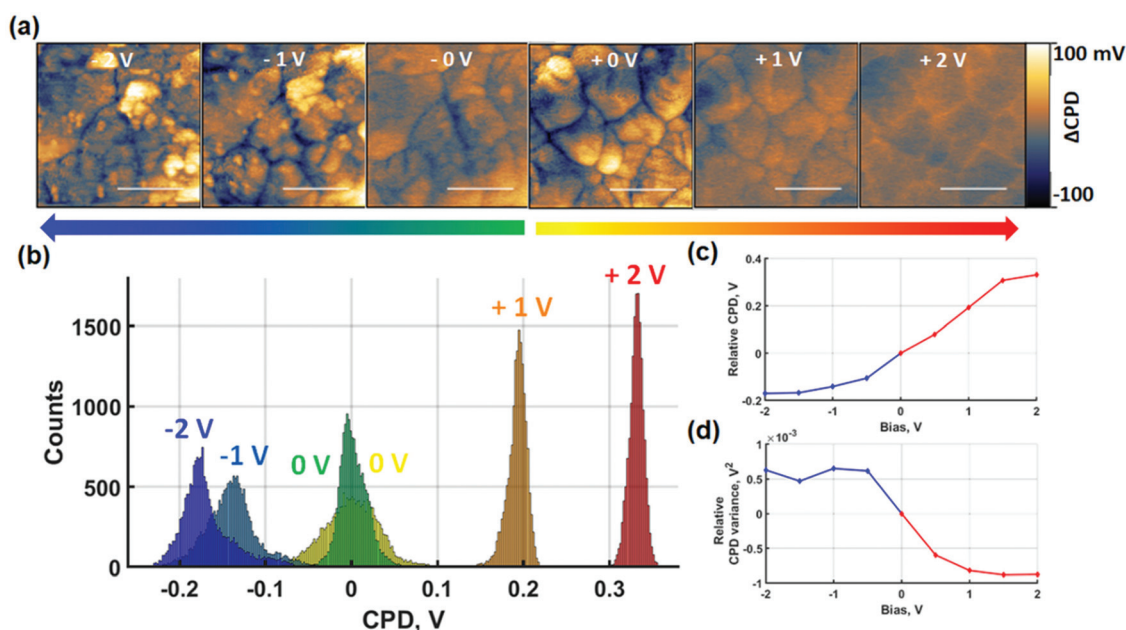 (a)
- 2 V
- 1 V
- 0 V
+ 0 V
+ 1 V
+ 2 V
100 mV
ΔCPD
-100
(b)
+ 2 V
+ 1 V
-2 V
-1 V
0 V
0 V
1500
1000
500
0
Counts
-0.2
-0.1
0
0.1
0.2
0.3
CPD, V
(c)
0.4
0.2
0
-0.2
Relative CPD, V
-2
-1
0
1
2
Bias, V
(d)
×10⁻³
1
0.5
0
-0.5
-1
Relative
CPD variance, V²
-2
-1
0
1
2
Bias, V